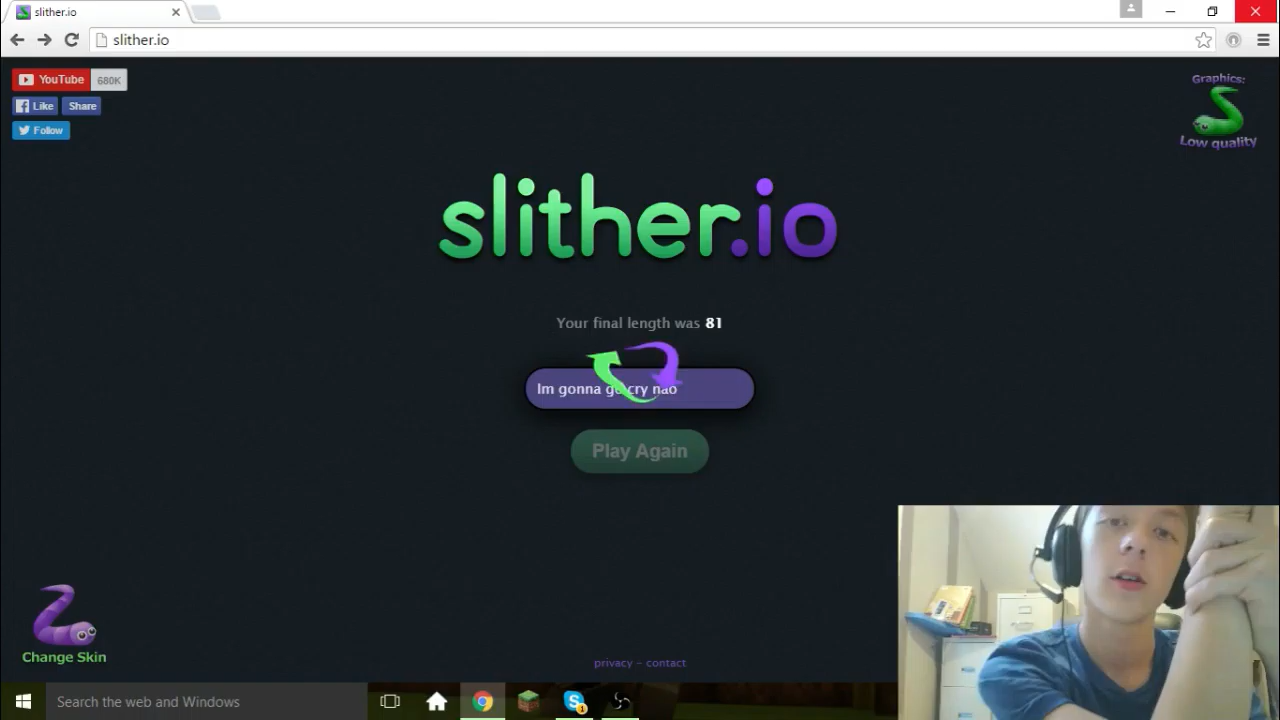 slither.io
slither.io
YouTube 680K
Like Share
Follow
Graphics:
Low quality
slither.io
Your final length was 81
Im gonna go cry nao
Play Again
Change Skin
privacy - contact
Search the web and Windows